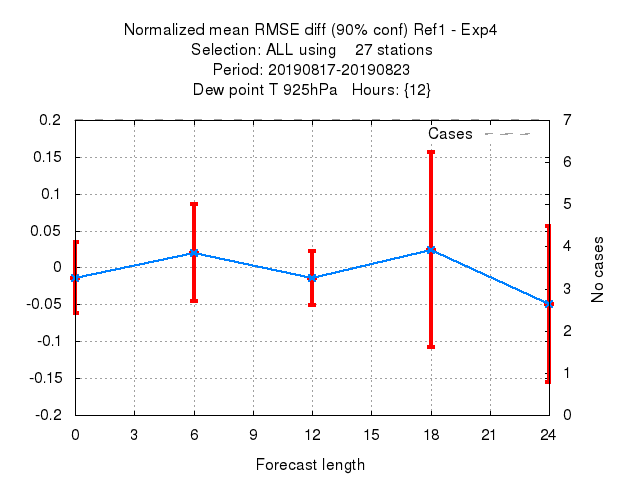 Normalized mean RMSE diff (90% conf) Ref1 - Exp4
Selection: ALL using 27 stations
Period: 20190817-20190823
Dew point T 925hPa Hours: {12}
Cases
0.2
0.15
0.1
0.05
0
-0.05
-0.1
-0.15
-0.2
7
6
5
4
3
2
1
0
No cases
0 3 6 9 12 15 18 21 24
Forecast length